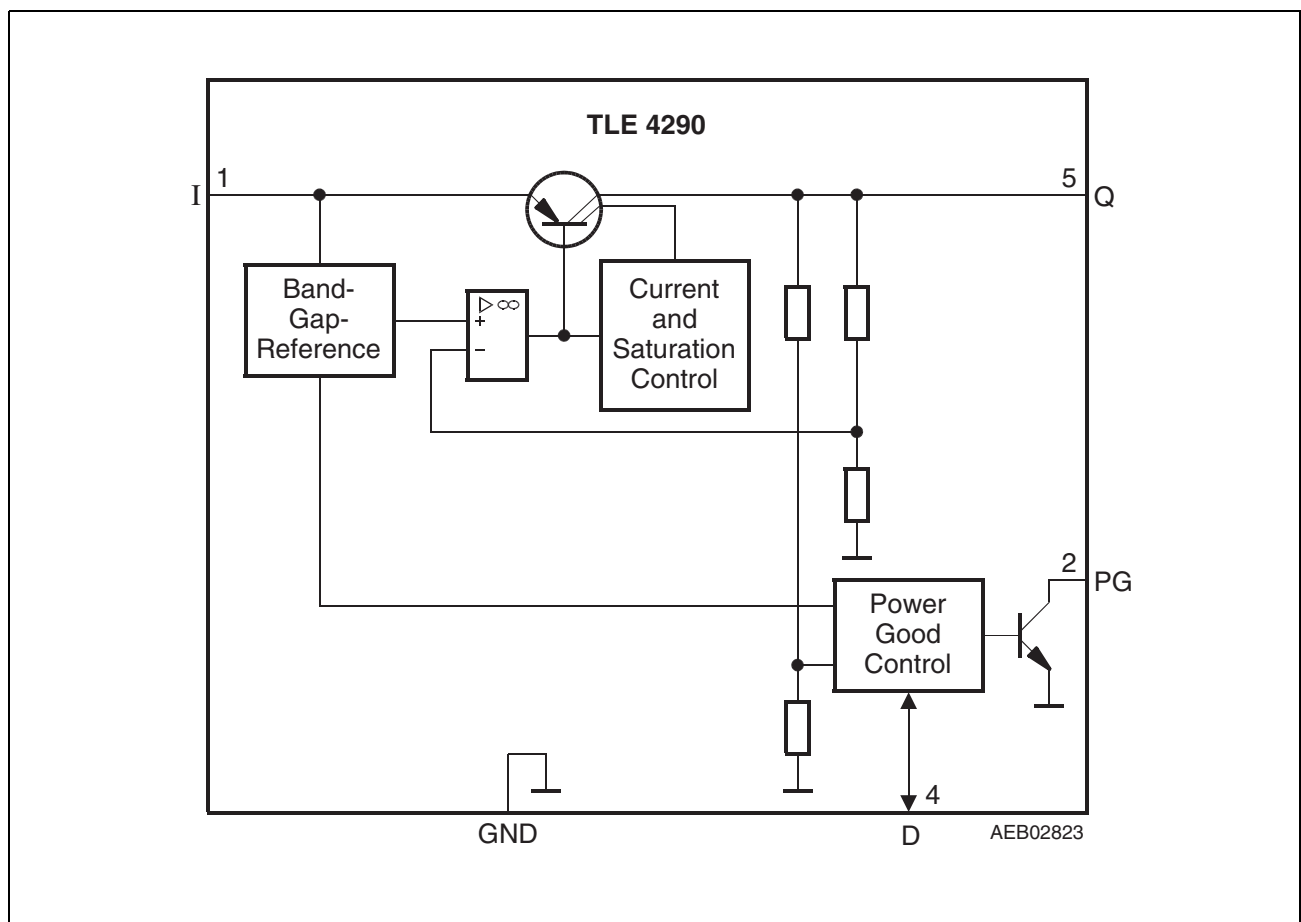 TLE 4290
1
5
I
Q
Band-
Gap-
Reference
▷ ∞
+
−
Current
and
Saturation
Control
2
PG
Power
Good
Control
4
GND
D
AEB02823